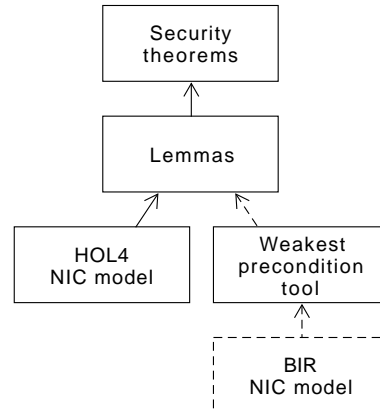 Security
theorems
Lemmas
HOL4
NIC model
Weakest
precondition
tool
BIR
NIC model